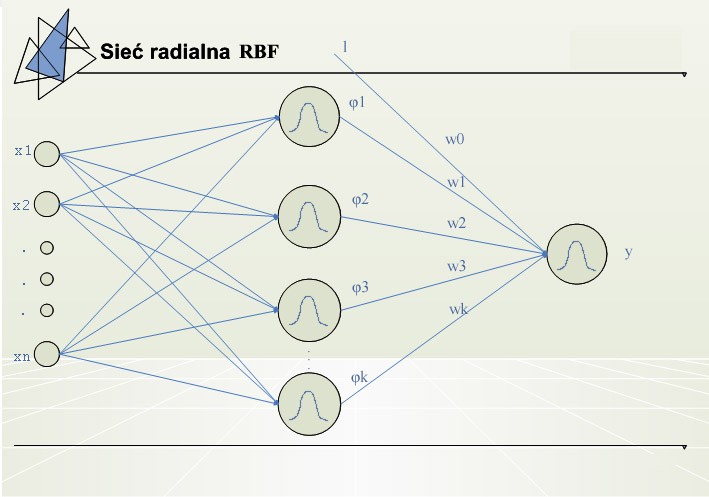 Sieć radialna RBF
1
φ1
w0
x1
w1
φ2
x2
w2
y
.
w3
.
φ3
.
wk
xn
φk